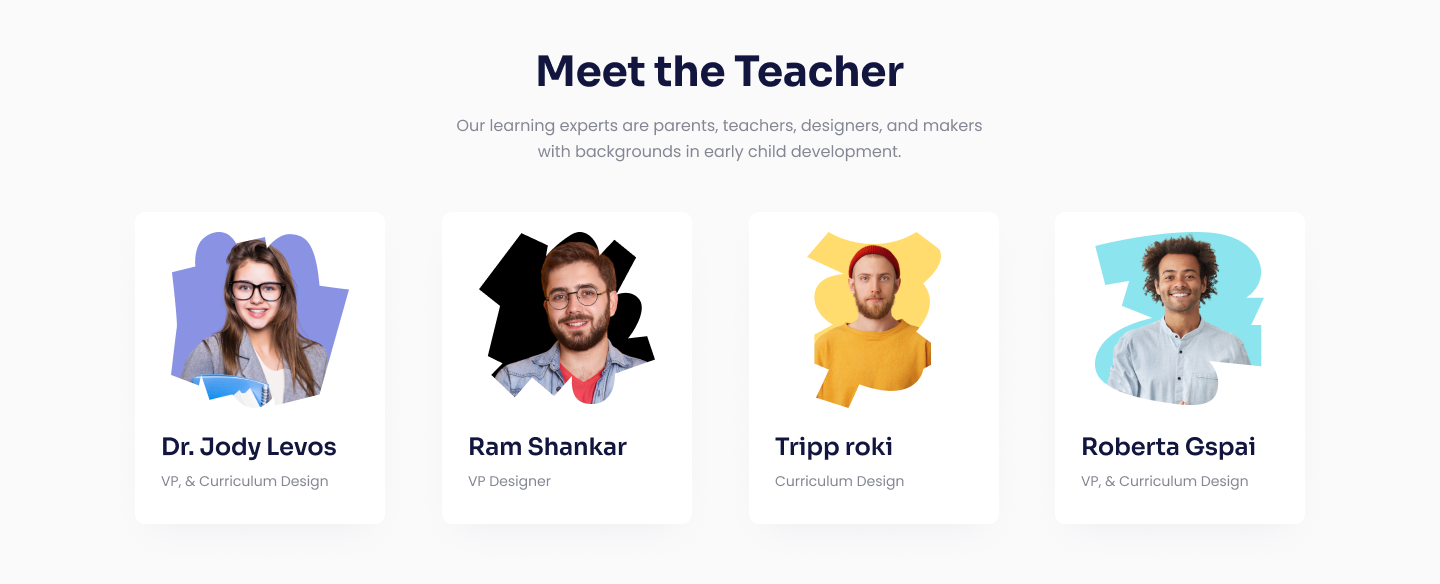 Meet the Teacher
Our learning experts are parents, teachers, designers, and makers
with backgrounds in early child development.
Dr. Jody Levos
VP, & Curriculum Design
Ram Shankar
VP Designer
Tripp roki
Curriculum Design
Roberta Gspai
VP, & Curriculum Design